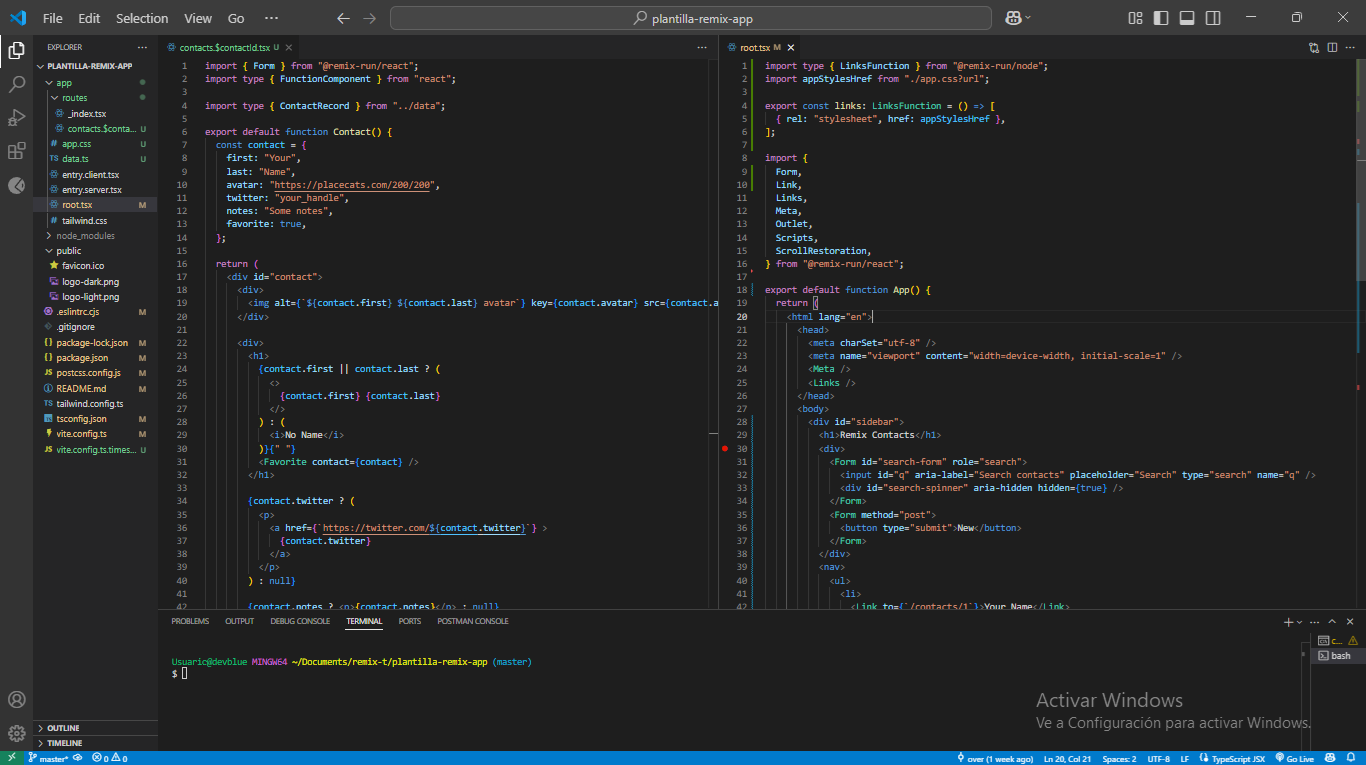 File Edit Selection View Go ··· plantilla-remix-app
EXPLORER ···
PLANTILLA-REMIX-APP
app
routes
_index.tsx
contacts.$conta... U
app.css U
data.ts U
entry.client.tsx
entry.server.tsx
root.tsx M
tailwind.css
node_modules
public
favicon.ico
logo-dark.png
logo-light.png
.eslintrc.cjs M
.gitignore
package-lock.json M
package.json M
postcss.config.js M
README.md M
tailwind.config.ts
tsconfig.json M
vite.config.ts M
vite.config.ts.times... U
OUTLINE
TIMELINE
contacts.$contactId.tsx U
1 import { Form } from "@remix-run/react";
2 import type { FunctionComponent } from "react";
3
4 import type { ContactRecord } from "../data";
5
6 export default function Contact() {
7 const contact = {
8 first: "Your",
9 last: "Name",
10 avatar: "https://placecats.com/200/200",
11 twitter: "your_handle",
12 notes: "Some notes",
13 favorite: true,
14 };
15
16 return (
17 <div id="contact">
18 <div>
19 <img alt={`${contact.first} ${contact.last} avatar`} key={contact.avatar} src={contact.a
20 </div>
21
22 <div>
23 <h1>
24 {contact.first || contact.last ? (
25 <>
26 {contact.first} {contact.last}
27 </>
28 ) : (
29 <i>No Name</i>
30 )}{" "}
31 <Favorite contact={contact} />
32 </h1>
33
34 {contact.twitter ? (
35 <p>
36 <a href={`https://twitter.com/${contact.twitter}`} >
37 {contact.twitter}
38 </a>
39 </p>
40 ) : null}
41
42 {contact.notes ? <p>{contact.notes}</p> : null}
root.tsx M
1 import type { LinksFunction } from "@remix-run/node";
2 import appStylesHref from "./app.css?url";
3
4 export const links: LinksFunction = () => [
5 { rel: "stylesheet", href: appStylesHref },
6 ];
7
8 import {
9 Form,
10 Link,
11 Links,
12 Meta,
13 Outlet,
14 Scripts,
15 ScrollRestoration,
16 } from "@remix-run/react";
17
18 export default function App() {
19 return (
20 <html lang="en">
21 <head>
22 <meta charSet="utf-8" />
23 <meta name="viewport" content="width=device-width, initial-scale=1" />
24 <Meta />
25 <Links />
26 </head>
27 <body>
28 <div id="sidebar">
29 <h1>Remix Contacts</h1>
30 <div>
31 <Form id="search-form" role="search">
32 <input id="q" aria-label="Search contacts" placeholder="Search" type="search" name="q" />
33 <div id="search-spinner" aria-hidden hidden={true} />
34 </Form>
35 <Form method="post">
36 <button type="submit">New</button>
37 </Form>
38 </div>
39 <nav>
40 <ul>
41 <li>
42 <Link to={`/contacts/1`}>Your Name</Link>
PROBLEMS OUTPUT DEBUG CONSOLE TERMINAL PORTS POSTMAN CONSOLE
Usuario@devblue MINGW64 ~/Documents/remix-t/plantilla-remix-app (master)
$
c...
bash
Activar Windows
Ve a Configuración para activar Windows.
master* 0 0 over (1 week ago) Ln 20, Col 21 Spaces: 2 UTF-8 LF TypeScript JSX Go Live